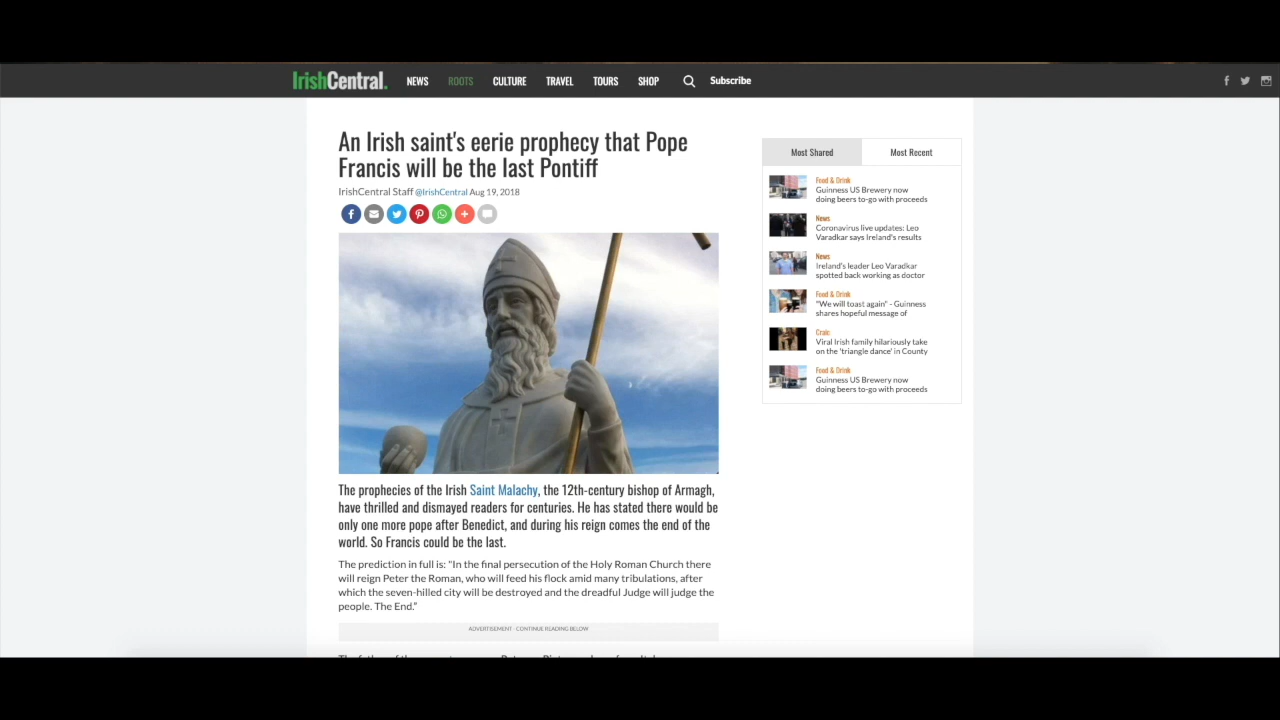 IrishCentral.
NEWS
ROOTS
CULTURE
TRAVEL
TOURS
SHOP
Subscribe
An Irish saint's eerie prophecy that Pope
Francis will be the last Pontiff
IrishCentral Staff @IrishCentral Aug 19, 2018
The prophecies of the Irish Saint Malachy, the 12th-century bishop of Armagh,
have thrilled and dismayed readers for centuries. He has stated there would be
only one more pope after Benedict, and during his reign comes the end of the
world. So Francis could be the last.
The prediction in full is: "In the final persecution of the Holy Roman Church there
will reign Peter the Roman, who will feed his flock amid many tribulations, after
which the seven-hilled city will be destroyed and the dreadful Judge will judge the
people. The End."
ADVERTISEMENT - CONTINUE READING BELOW
Most Shared
Most Recent
Food & Drink
Guinness US Brewery now
doing beers to-go with proceeds
News
Coronavirus live updates: Leo
Varadkar says Ireland's results
News
Ireland's leader Leo Varadkar
spotted back working as doctor
Food & Drink
"We will toast again" - Guinness
shares hopeful message of
Craic
Viral Irish family hilariously take
on the 'triangle dance' in County
Food & Drink
Guinness US Brewery now
doing beers to-go with proceeds